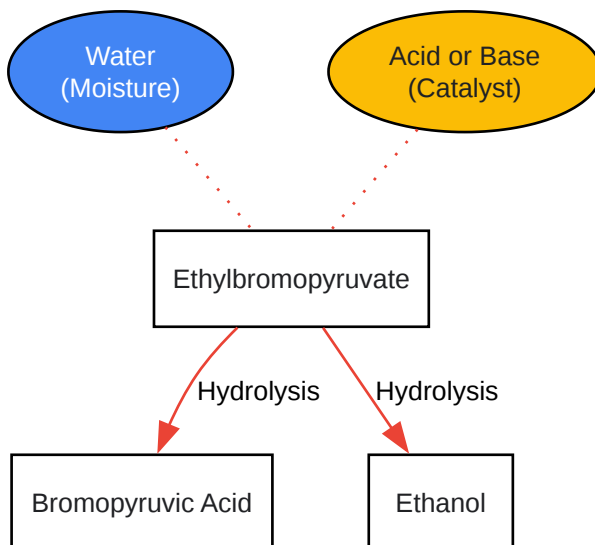 Water
(Moisture)
Acid or Base
(Catalyst)
Ethylbromopyruvate
Hydrolysis
Hydrolysis
Bromopyruvic Acid
Ethanol